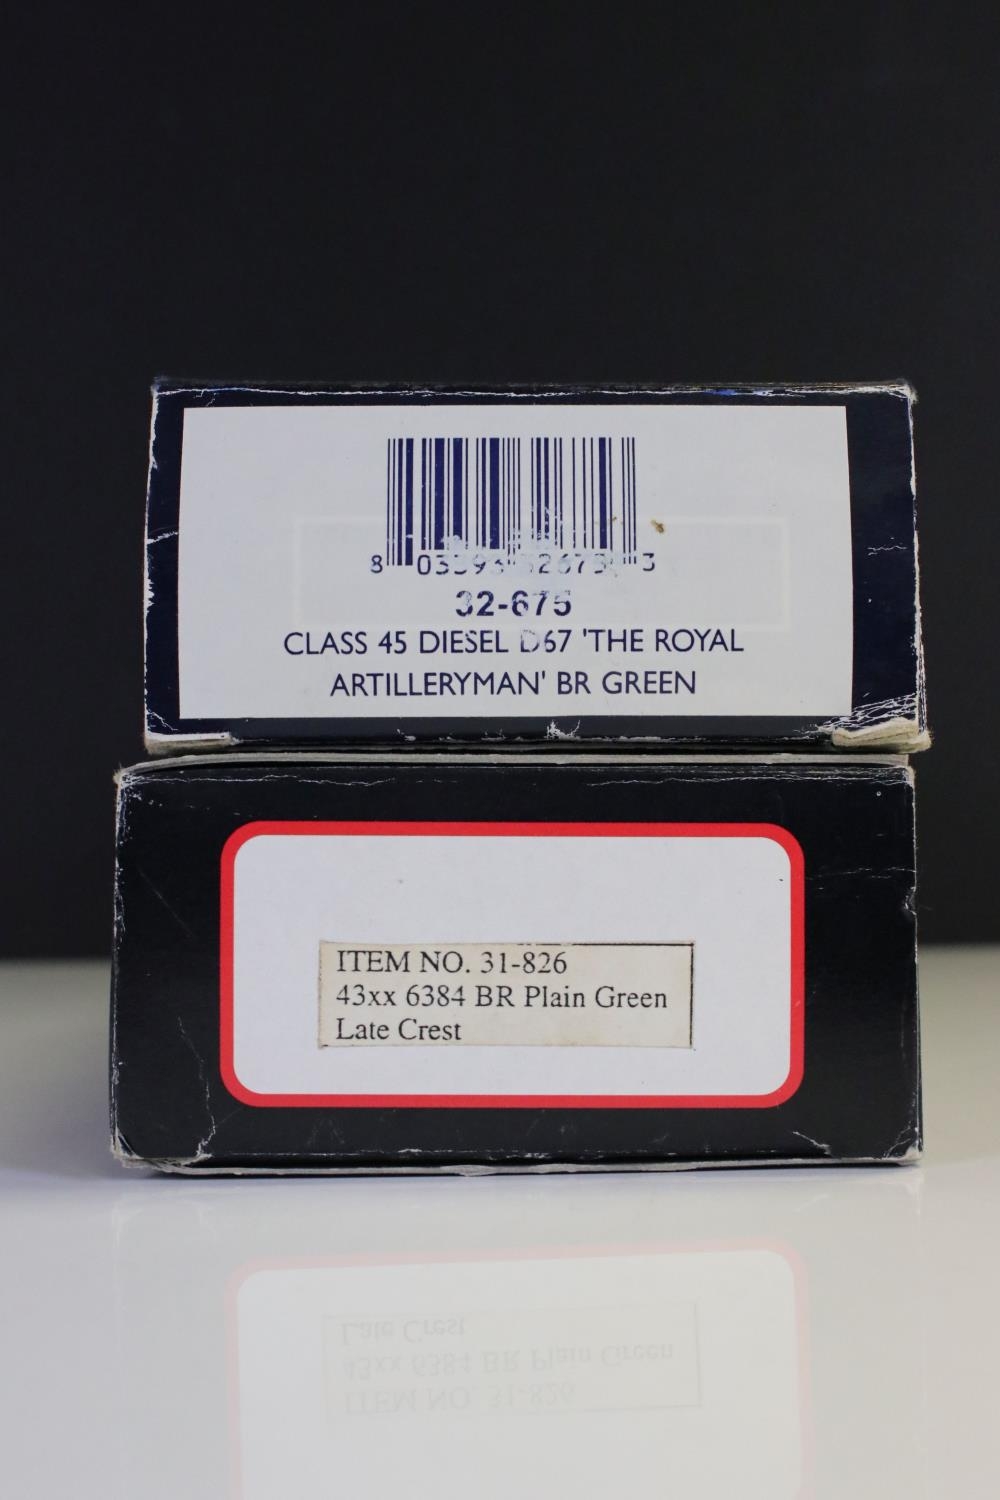 32-675
CLASS 45 DIESEL D67 'THE ROYAL
ARTILLERYMAN' BR GREEN
ITEM NO. 31-826
43xx 6384 BR Plain Green
Late Crest